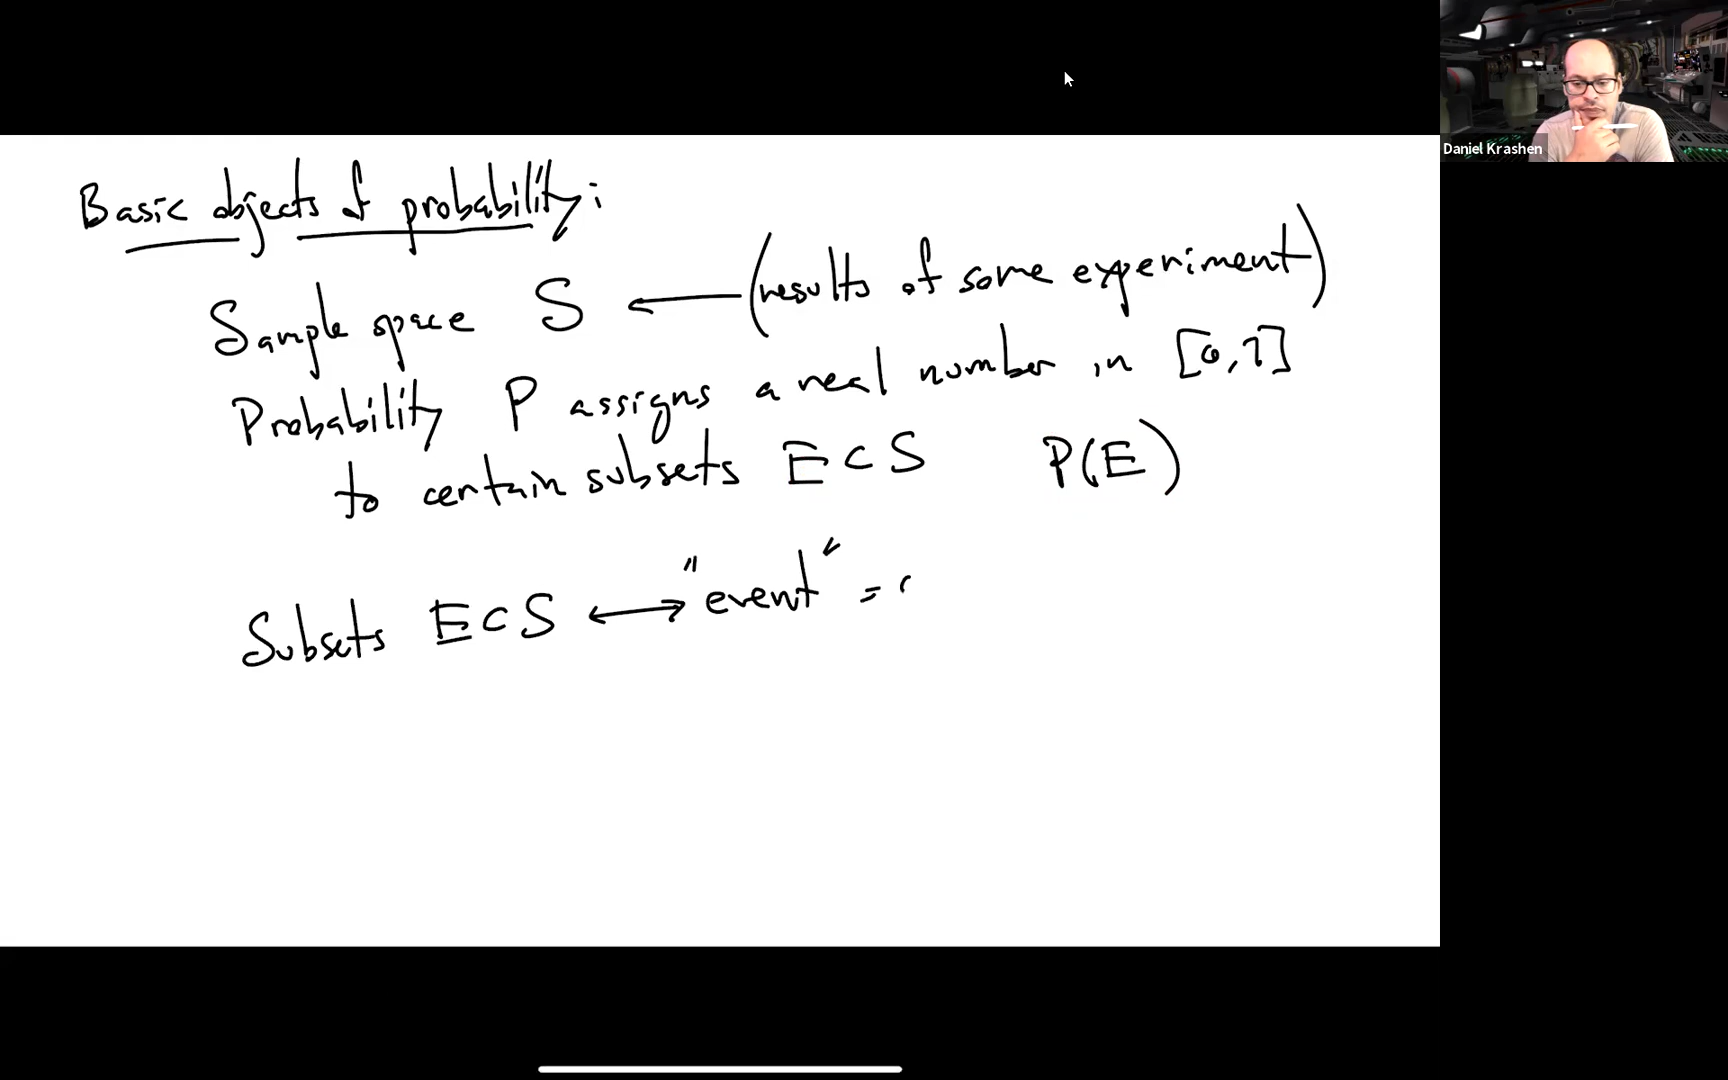 Daniel Krashen
Basic objects of probability:
Sample space S ← (results of some experiment)
Probability P assigns a real number in [0,1]
to certain subsets E⊂S P(E)
Subsets E⊂S ↔ "event" =